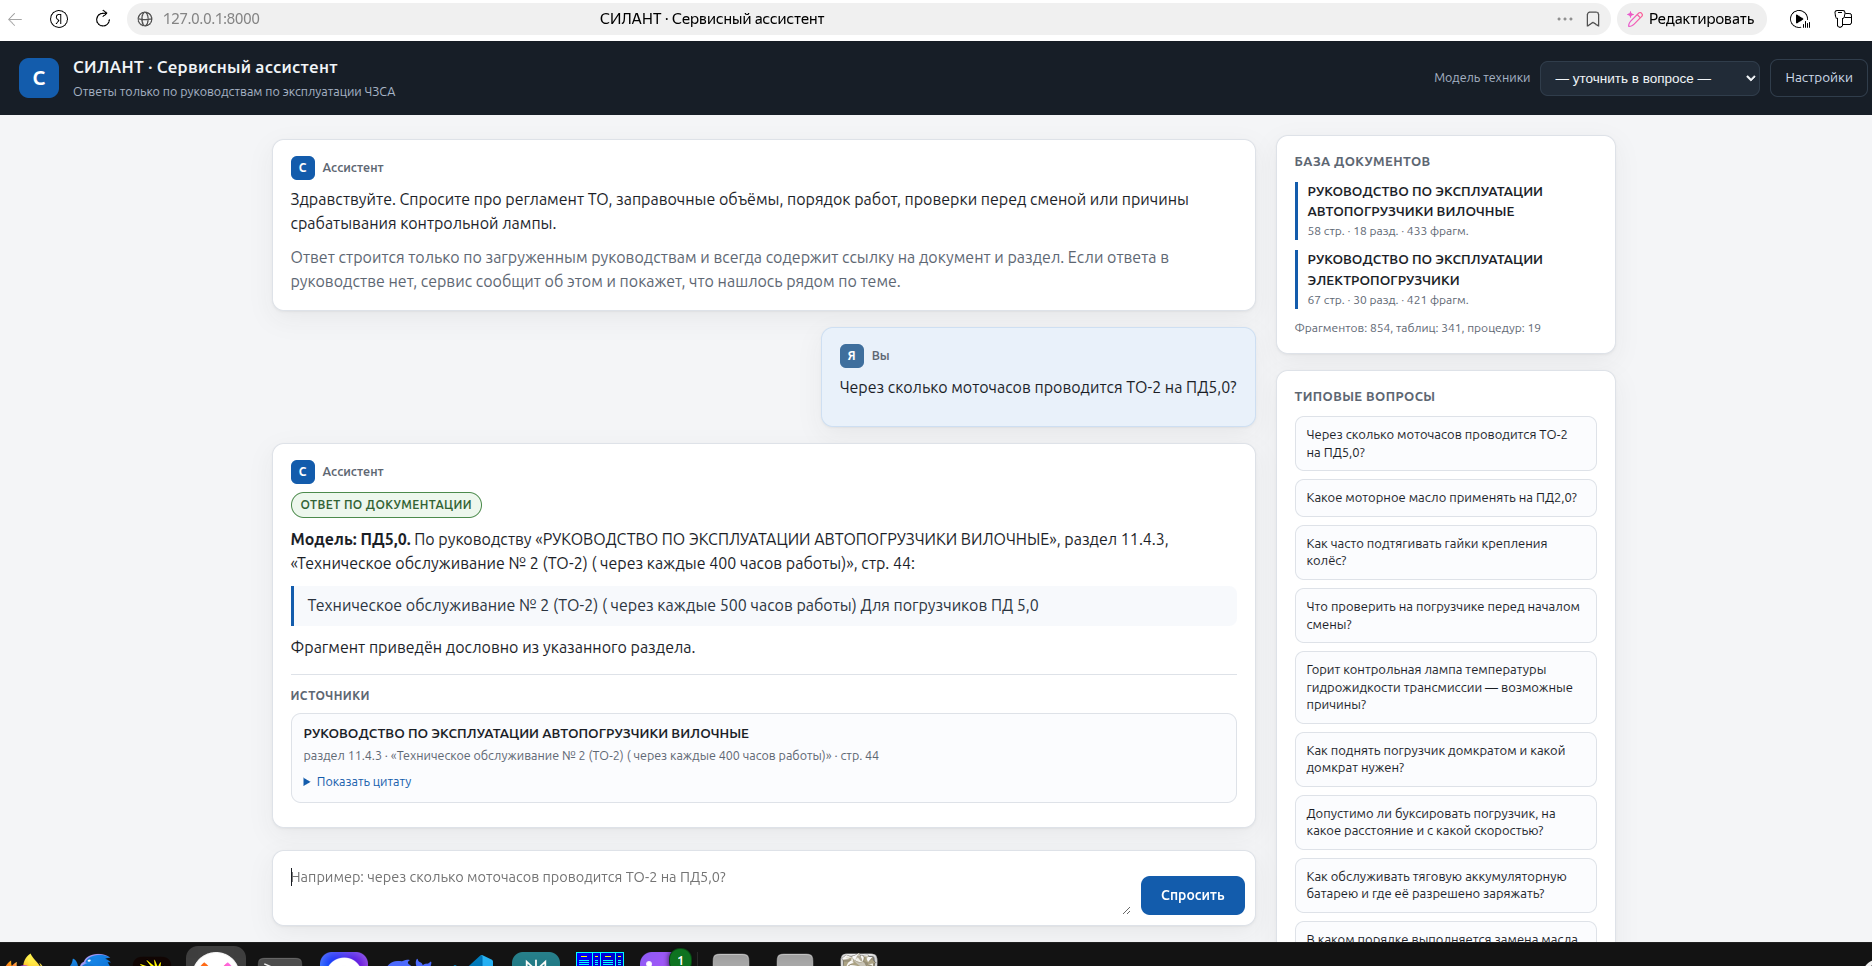 127.0.0.1:8000
СИЛАНТ · Сервисный ассистент
Редактировать
С
СИЛАНТ · Сервисный ассистент
Ответы только по руководствам по эксплуатации ЧЗСА
Модель техники
— уточнить в вопросе —
Настройки
С
Ассистент
Здравствуйте. Спросите про регламент ТО, заправочные объёмы, порядок работ, проверки перед сменой или причины
срабатывания контрольной лампы.
Ответ строится только по загруженным руководствам и всегда содержит ссылку на документ и раздел. Если ответа в
руководстве нет, сервис сообщит об этом и покажет, что нашлось рядом по теме.
Я
Вы
Через сколько моточасов проводится ТО-2 на ПД5,0?
С
Ассистент
ОТВЕТ ПО ДОКУМЕНТАЦИИ
Модель: ПД5,0. По руководству «РУКОВОДСТВО ПО ЭКСПЛУАТАЦИИ АВТОПОГРУЗЧИКИ ВИЛОЧНЫЕ», раздел 11.4.3,
«Техническое обслуживание № 2 (ТО-2) ( через каждые 400 часов работы)», стр. 44:
Техническое обслуживание № 2 (ТО-2) ( через каждые 500 часов работы) Для погрузчиков ПД 5,0
Фрагмент приведён дословно из указанного раздела.
ИСТОЧНИКИ
РУКОВОДСТВО ПО ЭКСПЛУАТАЦИИ АВТОПОГРУЗЧИКИ ВИЛОЧНЫЕ
раздел 11.4.3 · «Техническое обслуживание № 2 (ТО-2) ( через каждые 400 часов работы)» · стр. 44
Показать цитату
Например: через сколько моточасов проводится ТО-2 на ПД5,0?
Спросить
БАЗА ДОКУМЕНТОВ
РУКОВОДСТВО ПО ЭКСПЛУАТАЦИИ
АВТОПОГРУЗЧИКИ ВИЛОЧНЫЕ
58 стр. · 18 разд. · 433 фрагм.
РУКОВОДСТВО ПО ЭКСПЛУАТАЦИИ
ЭЛЕКТРОПОГРУЗЧИКИ
67 стр. · 30 разд. · 421 фрагм.
Фрагментов: 854, таблиц: 341, процедур: 19
ТИПОВЫЕ ВОПРОСЫ
Через сколько моточасов проводится ТО-2
на ПД5,0?
Какое моторное масло применять на ПД2,0?
Как часто подтягивать гайки крепления
колёс?
Что проверить на погрузчике перед началом
смены?
Горит контрольная лампа температуры
гидрожидкости трансмиссии — возможные
причины?
Как поднять погрузчик домкратом и какой
домкрат нужен?
Допустимо ли буксировать погрузчик, на
какое расстояние и с какой скоростью?
Как обслуживать тяговую аккумуляторную
батарею и где её разрешено заряжать?
В каком порядке выполняется замена масла
1